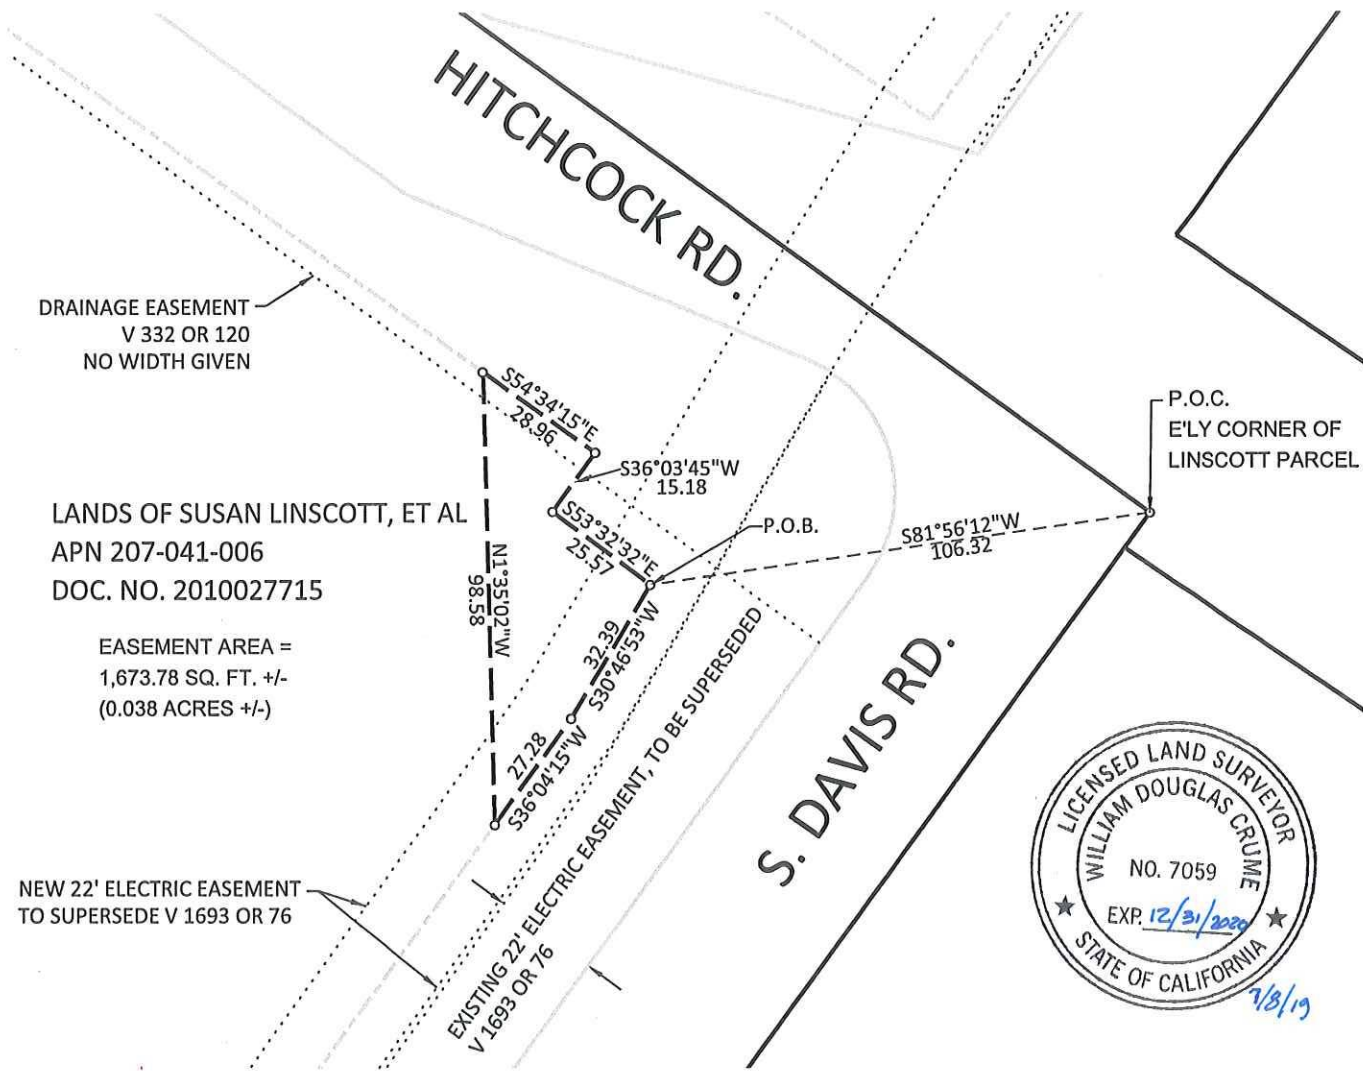 HITCHCOCK RD.
DRAINAGE EASEMENT
V 332 OR 120
NO WIDTH GIVEN
S54°34'15"E
28.96
P.O.C.
E'LY CORNER OF
LINSCOTT PARCEL
S36°03'45"W
15.18
LANDS OF SUSAN LINSCOTT, ET AL
APN 207-041-006
DOC. NO. 2010027715
S53°32'32"E
25.57
P.O.B.
S81°56'12"W
106.32
N1°35'02"W
98.58
EASEMENT AREA =
1,673.78 SQ. FT. +/-
(0.038 ACRES +/-)
32.39
S30°46'53"W
27.28
S36°04'15"W
S. DAVIS RD.
NEW 22' ELECTRIC EASEMENT
TO SUPERSEDE V 1693 OR 76
EXISTING 22' ELECTRIC EASEMENT, TO BE SUPERSEDED
V 1693 OR 76
LICENSED LAND SURVEYOR
WILLIAM DOUGLAS CRUME
NO. 7059
EXP. 12/31/2020
STATE OF CALIFORNIA
7/8/19